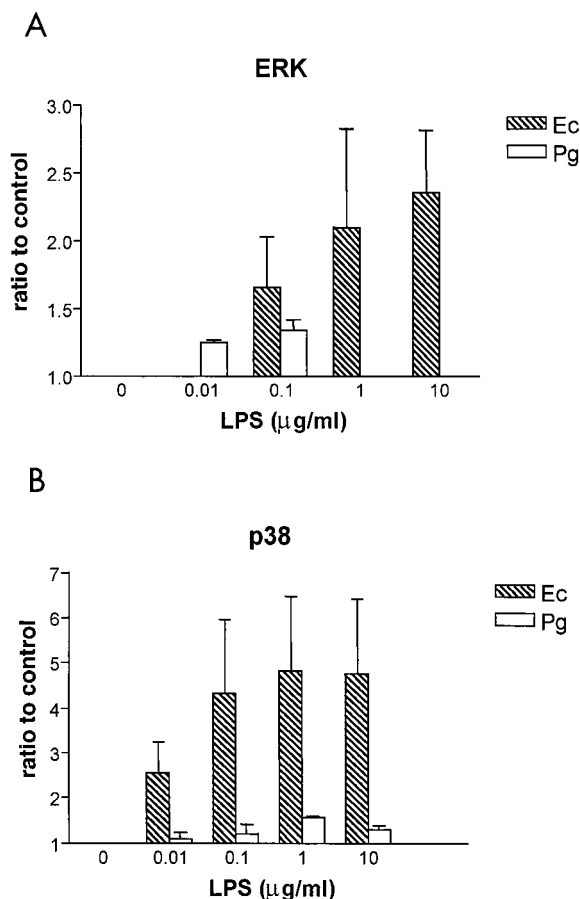 A
ERK
3.0
2.5
2.0
1.5
1.0
ratio to control
Ec
Pg
0 0.01 0.1 1 10
LPS (μg/ml)
B
p38
7
6
5
4
3
2
1
ratio to control
Ec
Pg
0 0.01 0.1 1 10
LPS (μg/ml)